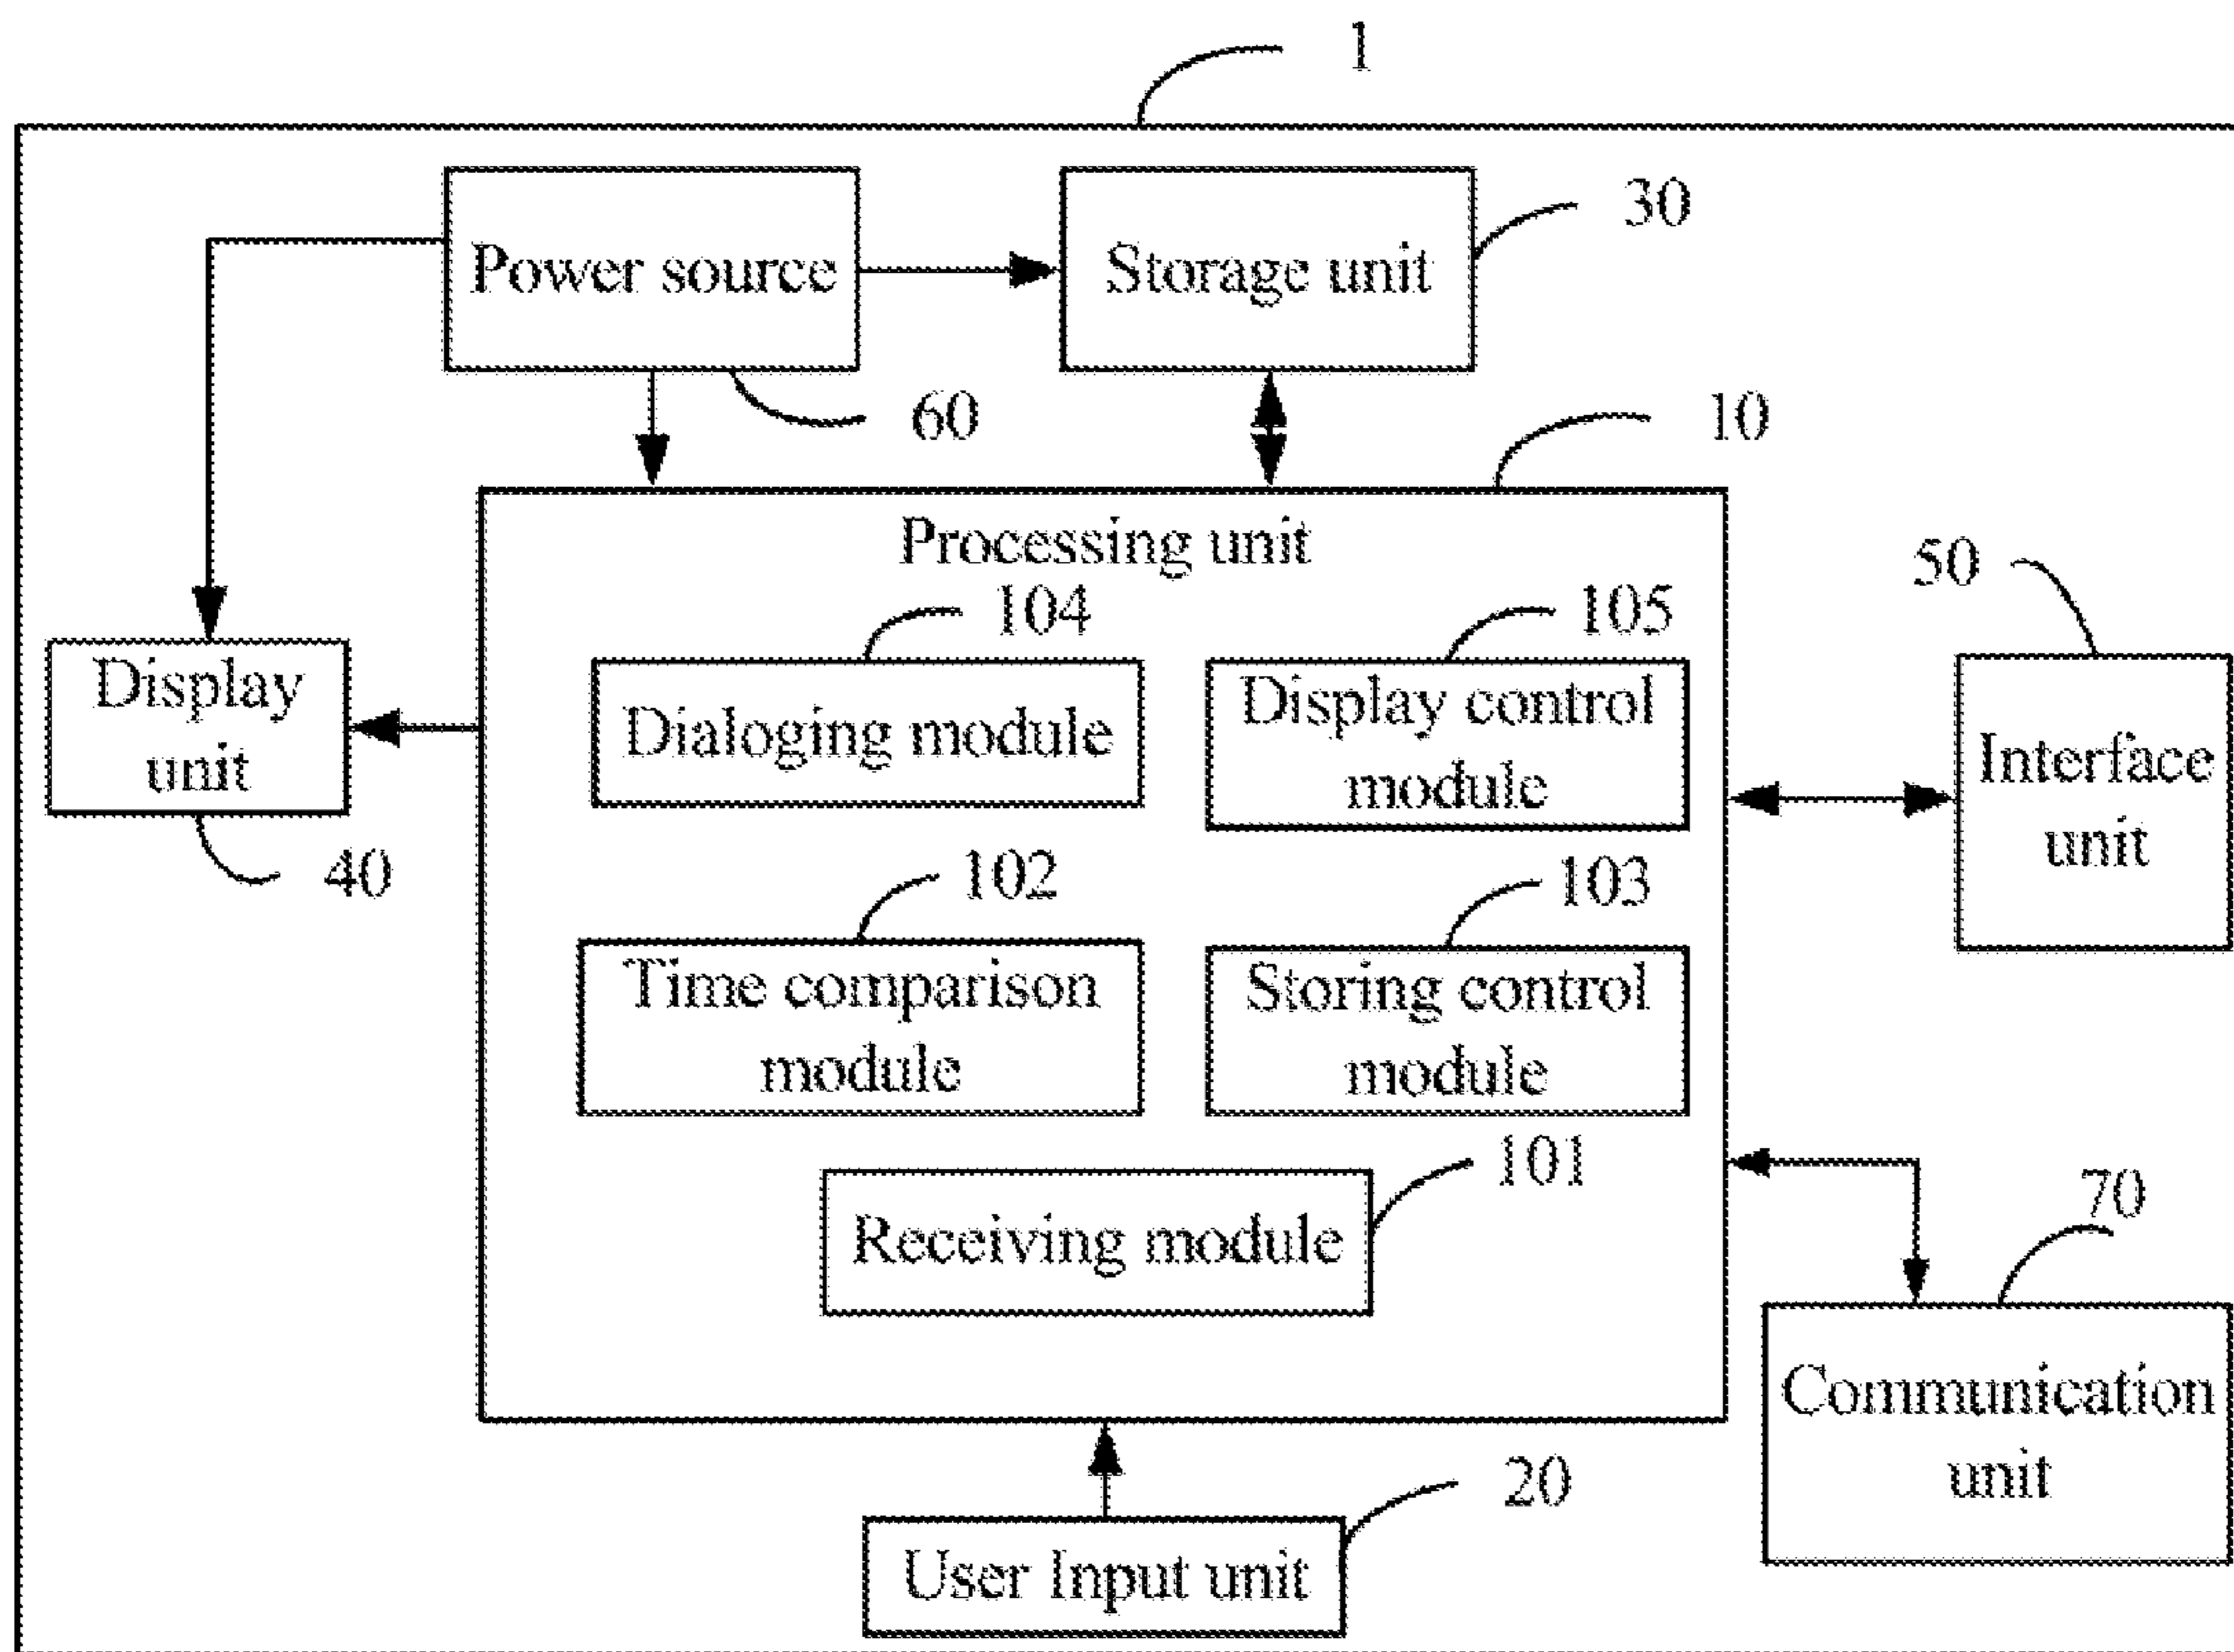 1
Power source
Storage unit
30
60
10
Processing unit
50
104
105
Display
unit
Dialoging module
Display control
module
Interface
unit
40
102
103
Time comparison
module
Storing control
module
101
70
Receiving module
Communication
unit
20
User Input unit